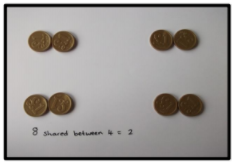 8 shared between 4 = 2